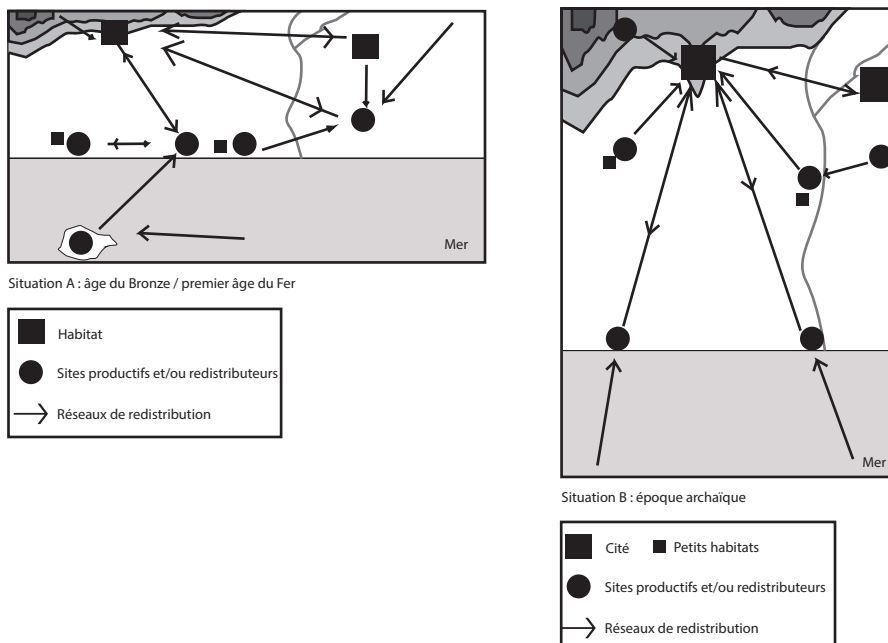 Mer
Situation A : âge du Bronze / premier âge du Fer
Habitat
Sites productifs et/ou redistributeurs
Réseaux de redistribution
Mer
Situation B : époque archaïque
Cité
Petits habitats
Sites productifs et/ou redistributeurs
Réseaux de redistribution